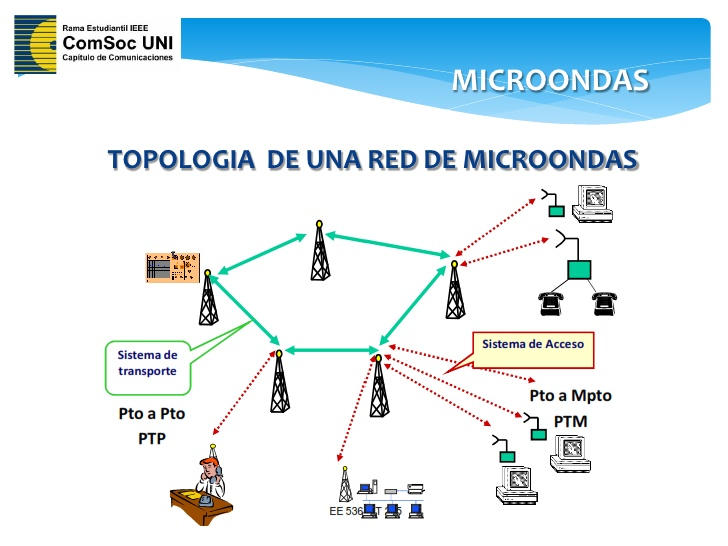 Rama Estudiantil IEEE
ComSoc UNI
Capítulo de Comunicaciones
MICROONDAS
TOPOLOGIA DE UNA RED DE MICROONDAS
Sistema de
transporte
Sistema de Acceso
Pto a Pto
PTP
Pto a Mpto
PTM
EE 536